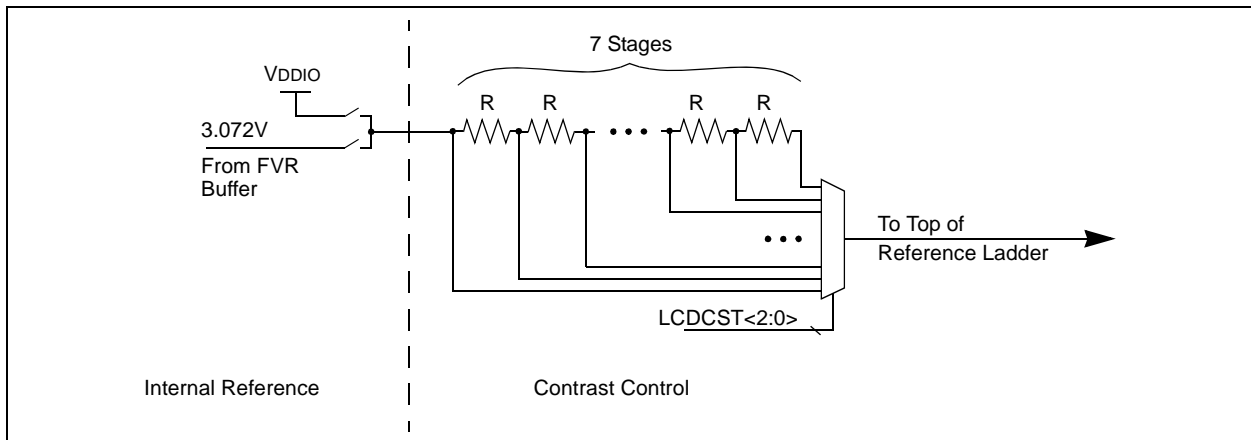 7 Stages
VDDIO
R R R R
3.072V
From FVR
Buffer
To Top of
Reference Ladder
LCDCST<2:0>
Internal Reference
Contrast Control